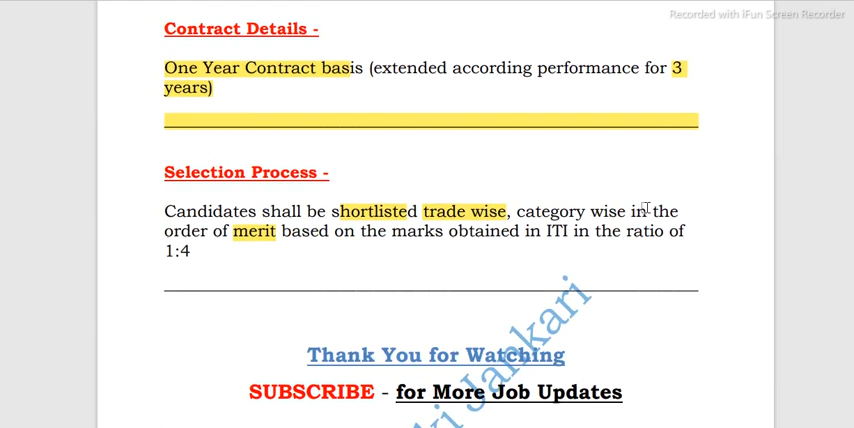 Recorded with iFun Screen Recorder
Contract Details -
One Year Contract basis (extended according performance for 3
years)
Selection Process -
Candidates shall be shortlisted trade wise, category wise in the
order of merit based on the marks obtained in ITI in the ratio of
1:4
Thank You for Watching
SUBSCRIBE - for More Job Updates
ki Jankari